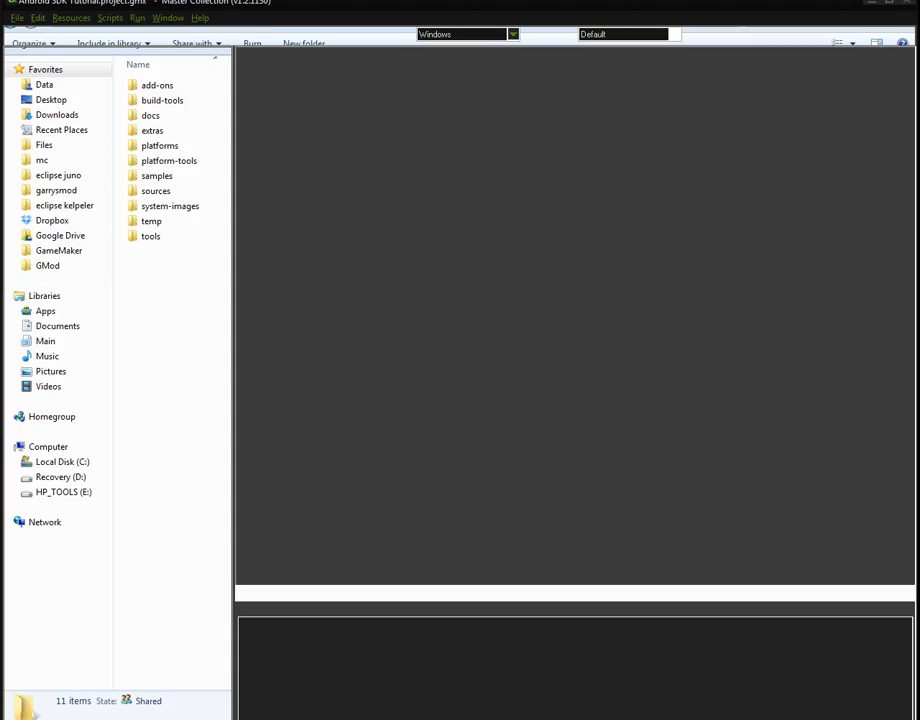 Android SDK Tutorial.project.gmx - Master Collection (v1.2.1130)
File Edit Resources Scripts Run Window Help
Organize Include in library Share with Burn New folder
Windows Default
Name
Favorites
Data
Desktop
Downloads
Recent Places
Files
mc
eclipse juno
garrysmod
eclipse kelpeler
Dropbox
Google Drive
GameMaker
GMod
Libraries
Apps
Documents
Main
Music
Pictures
Videos
Homegroup
Computer
Local Disk (C:)
Recovery (D:)
HP_TOOLS (E:)
Network
add-ons
build-tools
docs
extras
platforms
platform-tools
samples
sources
system-images
temp
tools
11 items State: Shared